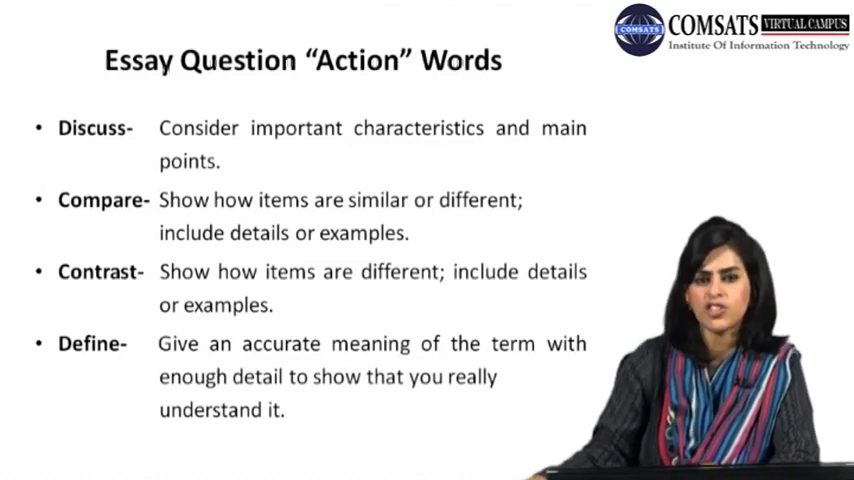 COMSATS VIRTUAL CAMPUS
COMSATS
Institute Of Information Technology
Essay Question “Action” Words
• Discuss- Consider important characteristics and main
points.
• Compare- Show how items are similar or different;
include details or examples.
• Contrast- Show how items are different; include details
or examples.
• Define- Give an accurate meaning of the term with
enough detail to show that you really
understand it.